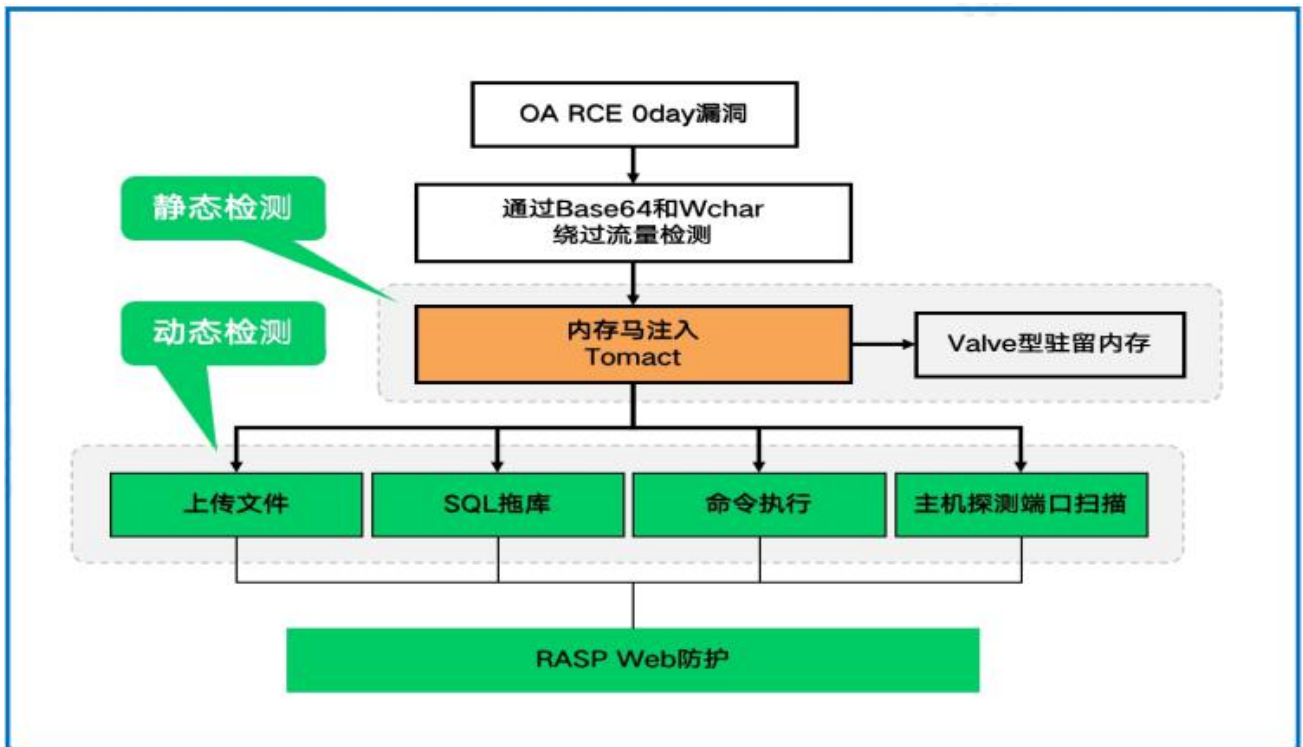 OA RCE 0day漏洞
静态检测
通过Base64和Wchar
绕过流量检测
动态检测
内存马注入
Tomact
Valve型驻留内存
上传文件
SQL拖库
命令执行
主机探测端口扫描
RASP Web防护